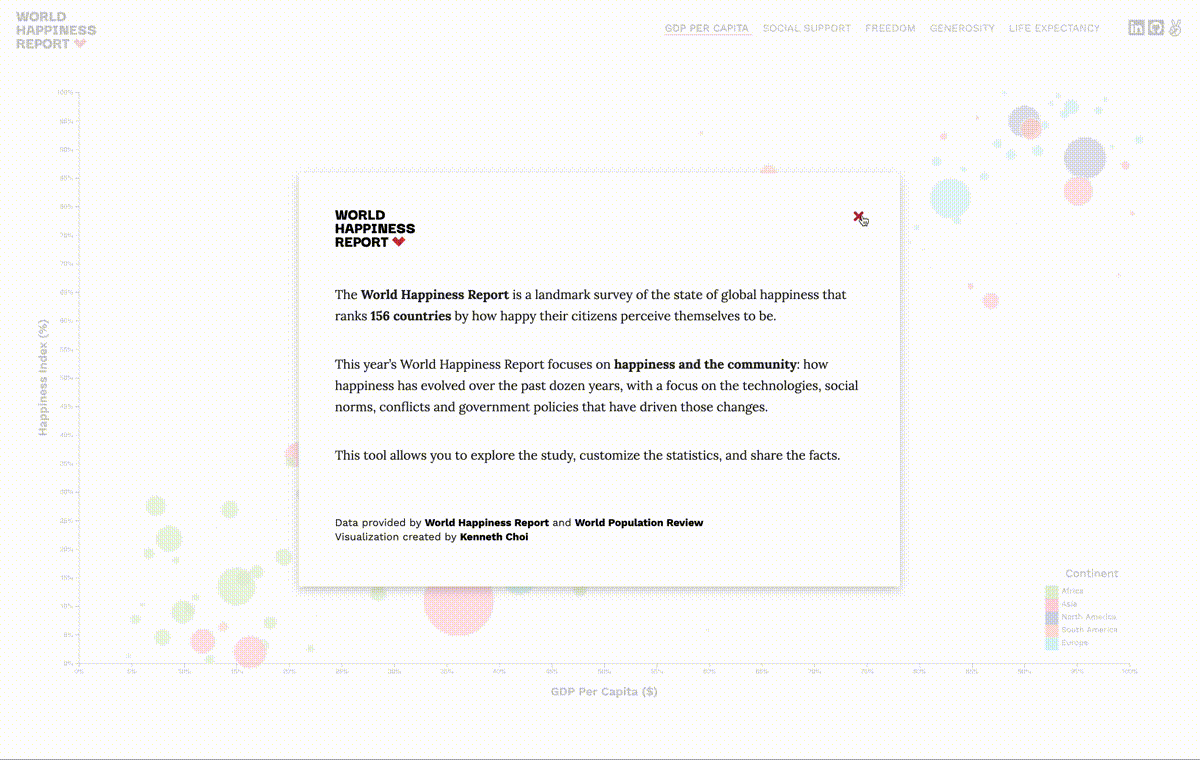 WORLD
HAPPINESS
REPORT
GDP PER CAPITA SOCIAL SUPPORT FREEDOM GENEROSITY LIFE EXPECTANCY
in
100%
95%
90%
85%
80%
75%
70%
65%
60%
55%
50%
45%
40%
35%
30%
25%
20%
15%
10%
5%
0%
Happiness Index (%)
WORLD
HAPPINESS
REPORT
The World Happiness Report is a landmark survey of the state of global happiness that
ranks 156 countries by how happy their citizens perceive themselves to be.
This year's World Happiness Report focuses on happiness and the community: how
happiness has evolved over the past dozen years, with a focus on the technologies, social
norms, conflicts and government policies that have driven those changes.
This tool allows you to explore the study, customize the statistics, and share the facts.
Data provided by World Happiness Report and World Population Review
Visualization created by Kenneth Choi
Continent
Africa
Asia
North America
South America
Europe
0% 5% 10% 15% 20% 25% 30% 35% 40% 45% 50% 55% 60% 65% 70% 75% 80% 85% 90% 95% 100%
GDP Per Capita ($)